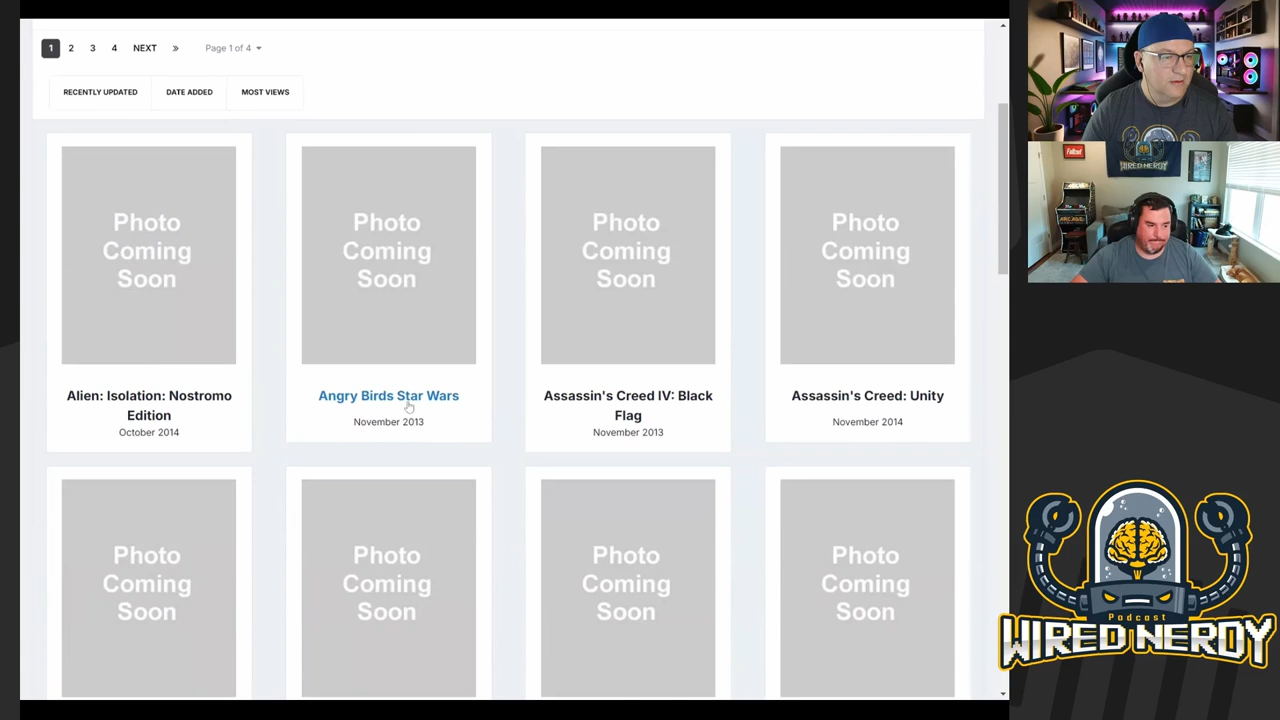 1 2 3 4 NEXT » Page 1 of 4
RECENTLY UPDATED DATE ADDED MOST VIEWS
Photo
Coming
Soon
Photo
Coming
Soon
Photo
Coming
Soon
Photo
Coming
Soon
Alien: Isolation: Nostromo
Edition
October 2014
Angry Birds Star Wars
November 2013
Assassin's Creed IV: Black
Flag
November 2013
Assassin's Creed: Unity
November 2014
Photo
Coming
Soon
Photo
Coming
Soon
Photo
Coming
Soon
Photo
Coming
Soon
Fallout
WIRED NERDY
ARCADE
Podcast
WIRED NERDY